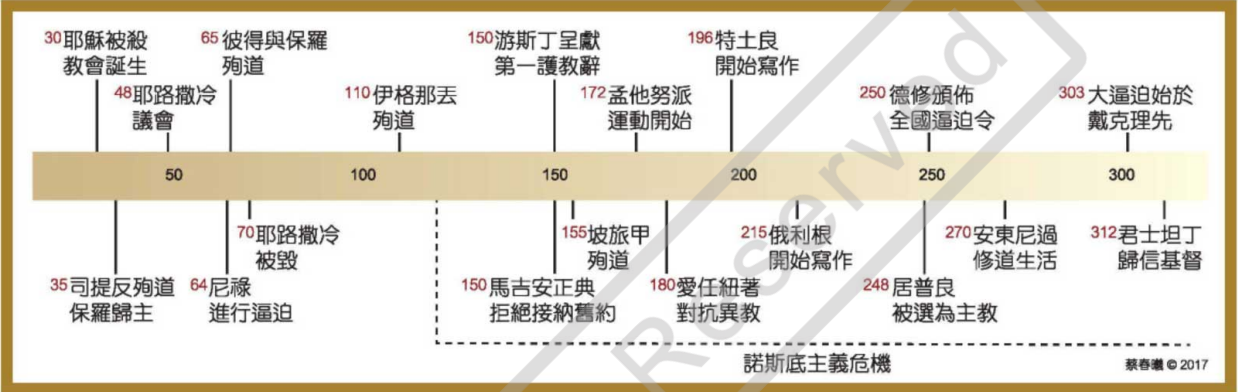 30耶穌被殺
教會誕生
48耶路撒冷
議會
65彼得與保羅
殉道
110伊格那丟
殉道
150游斯丁呈獻
第一護教辭
172孟他努派
運動開始
196特土良
開始寫作
250德修頒佈
全國逼迫令
303大逼迫始於
戴克理先
50 100 150 200 250 300
35司提反殉道
保羅歸主
64尼祿
進行逼迫
70耶路撒冷
被毀
150馬吉安正典
拒絕接納舊約
155坡旅甲
殉道
180愛任紐著
對抗異教
215俄利根
開始寫作
248居普良
被選為主教
270安東尼過
修道生活
312君士坦丁
歸信基督
諾斯底主義危機
蔡春曦 © 2017
Reserved